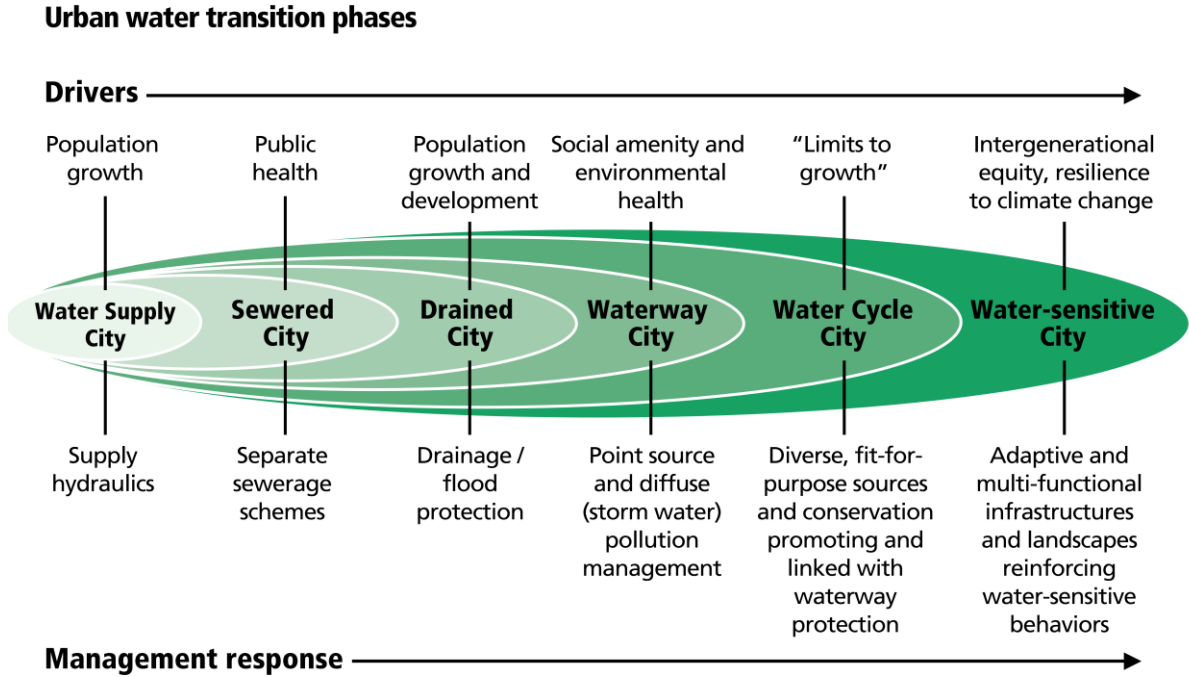 Urban water transition phases
Drivers
Population
growth
Public
health
Population
growth and
development
Social amenity and
environmental
health
“Limits to
growth”
Intergenerational
equity, resilience
to climate change
Water Supply
City
Sewered
City
Drained
City
Waterway
City
Water Cycle
City
Water-sensitive
City
Supply
hydraulics
Separate
sewerage
schemes
Drainage /
flood
protection
Point source
and diffuse
(storm water)
pollution
management
Diverse, fit-for-
purpose sources
and conservation
promoting and
linked with
waterway
protection
Adaptive and
multi-functional
infrastructures
and landscapes
reinforcing
water-sensitive
behaviors
Management response